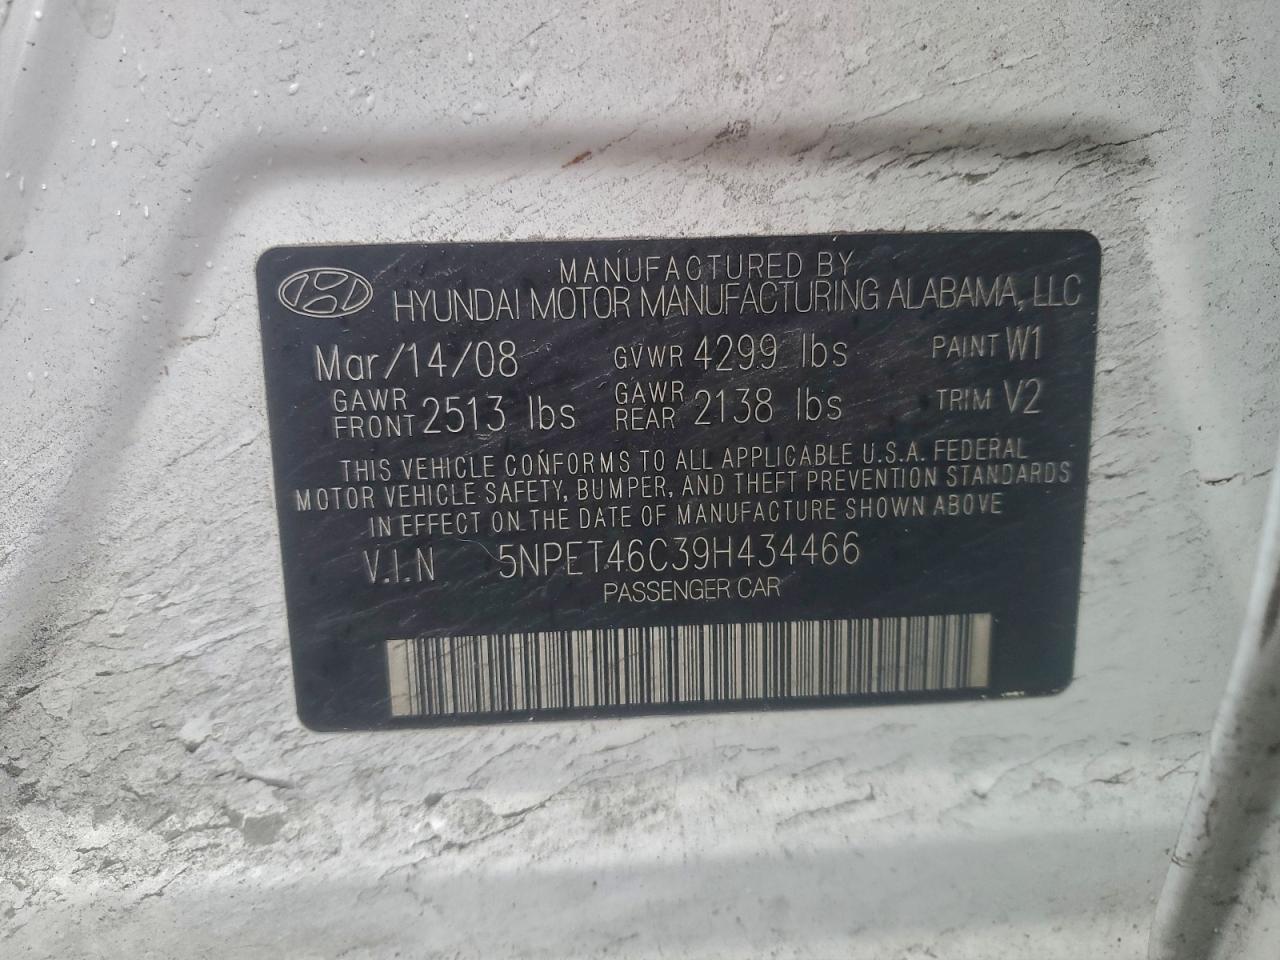 MANUFACTURED BY
HYUNDAI MOTOR MANUFACTURING ALABAMA, LLC
Mar/14/08 GVWR 4299 lbs PAINT W1
GAWR FRONT 2513 lbs GAWR REAR 2138 lbs TRIM V2
THIS VEHICLE CONFORMS TO ALL APPLICABLE U.S.A. FEDERAL
MOTOR VEHICLE SAFETY, BUMPER, AND THEFT PREVENTION STANDARDS
IN EFFECT ON THE DATE OF MANUFACTURE SHOWN ABOVE
V.I.N 5NPET46C39H434466
PASSENGER CAR